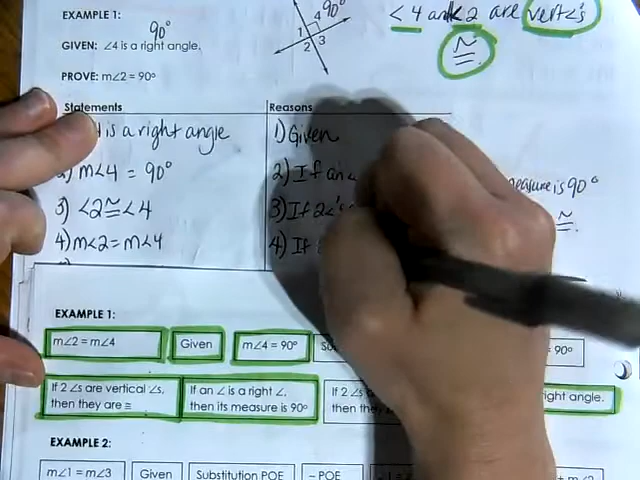 EXAMPLE 1:
90°
GIVEN: ∠4 is a right angle.
PROVE: m∠2 = 90°
4 90°
1
2 3
<4 and <2 are vert <'s
≅
Statements
Reasons
is a right angle
1) Given
m<4 = 90°
2) If an <
measure is 90°
3) <2 ≅ <4
3) If 2 <'s
≅
4) m<2 = m<4
4) If
EXAMPLE 1:
m∠2 = m∠4
Given
m∠4 = 90°
90°
If 2 ∠s are vertical ∠s,
then they are ≅
If an ∠ is a right ∠,
then its measure is 90°
If 2
then they
right angle.
EXAMPLE 2:
m∠1 = m∠3
Given
Substitution POE
– POE